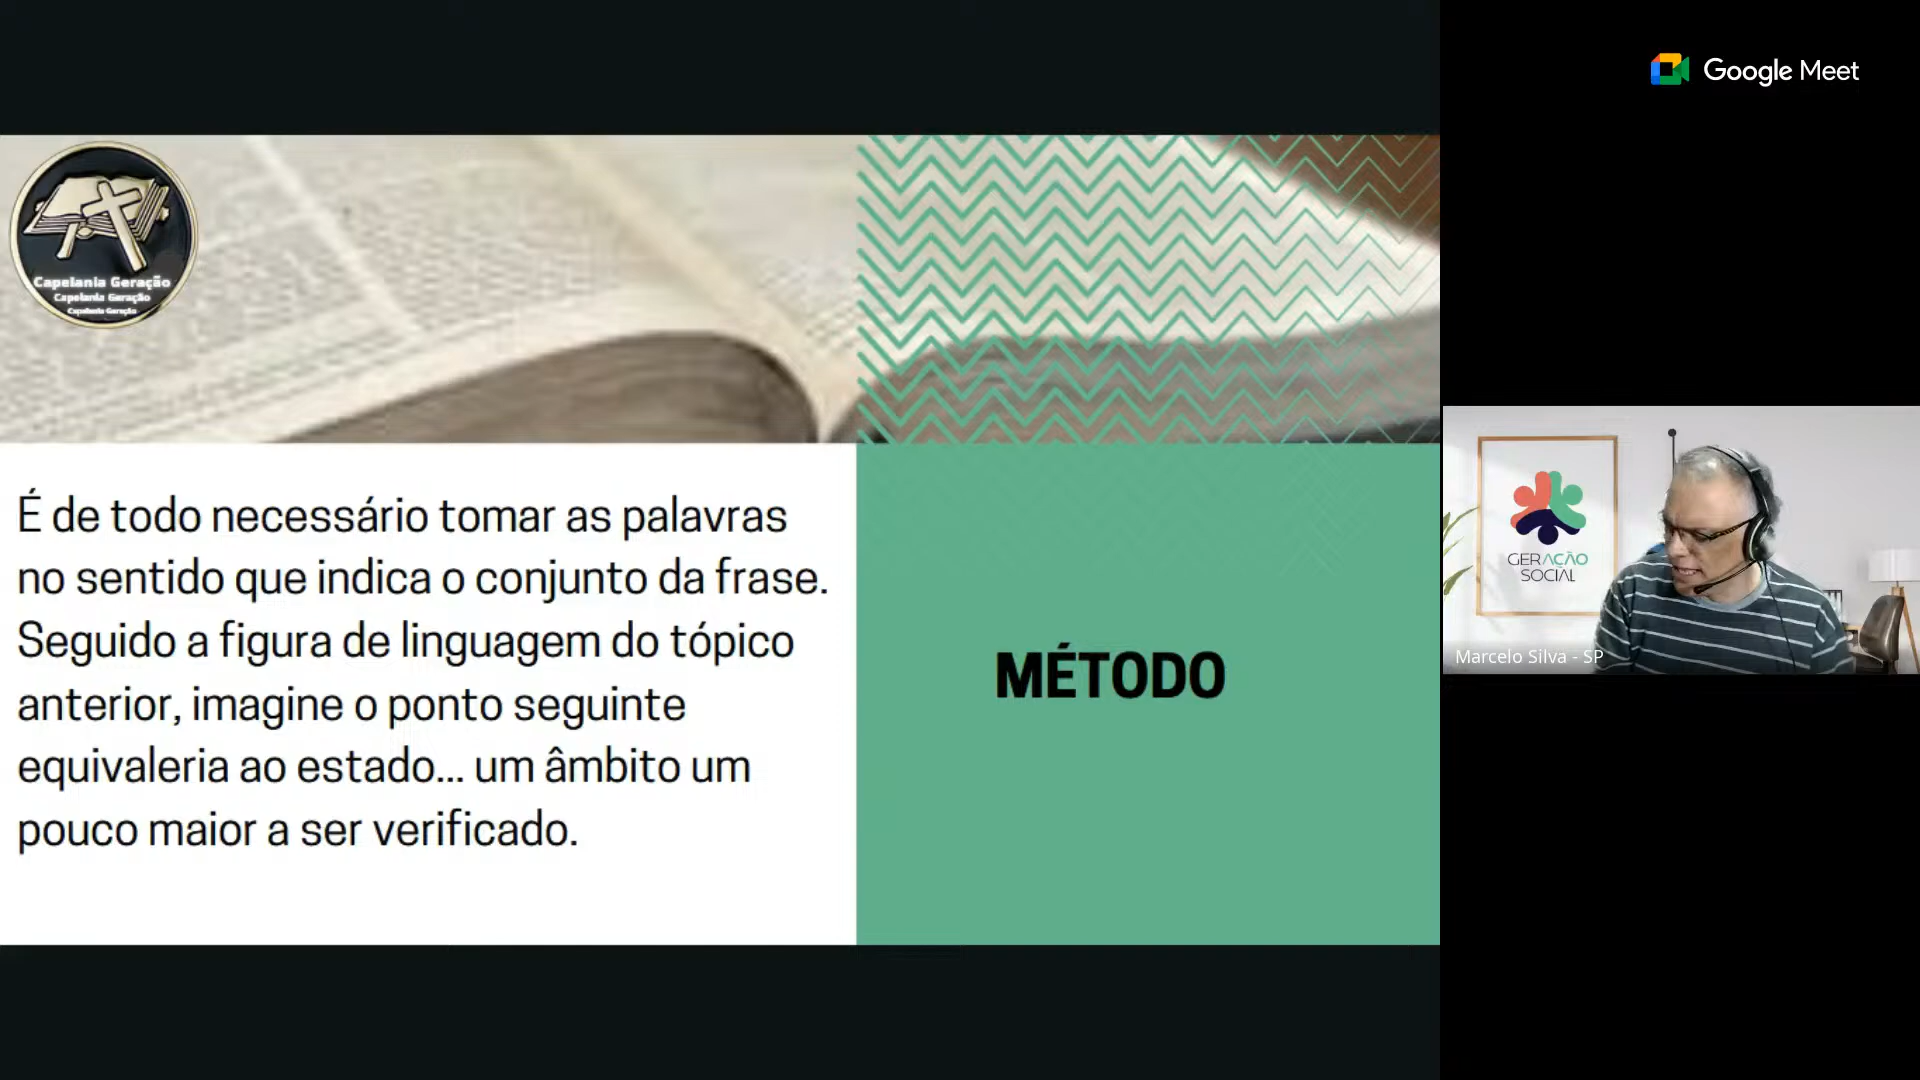 Google Meet
Capelania Geração
Capelania Geração
Capelania Geração
É de todo necessário tomar as palavras
no sentido que indica o conjunto da frase.
Seguido a figura de linguagem do tópico
anterior, imagine o ponto seguinte
equivaleria ao estado... um âmbito um
pouco maior a ser verificado.
MÉTODO
GERAÇÃO
SOCIAL
Marcelo Silva - SP